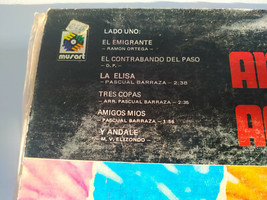 LADO UNO:
EL EMIGRANTE
— RAMON ORTEGA —
EL CONTRABANDO DEL PASO
— D. P. —
LA ELISA
— PASCUAL BARRAZA — 2:38
TRES COPAS
— ARR. PASCUAL BARRAZA — 2:35
AMIGOS MIOS
— PASCUAL BARRAZA — 1:54
Y ANDALE
— M. V. ELIZONDO —
musart